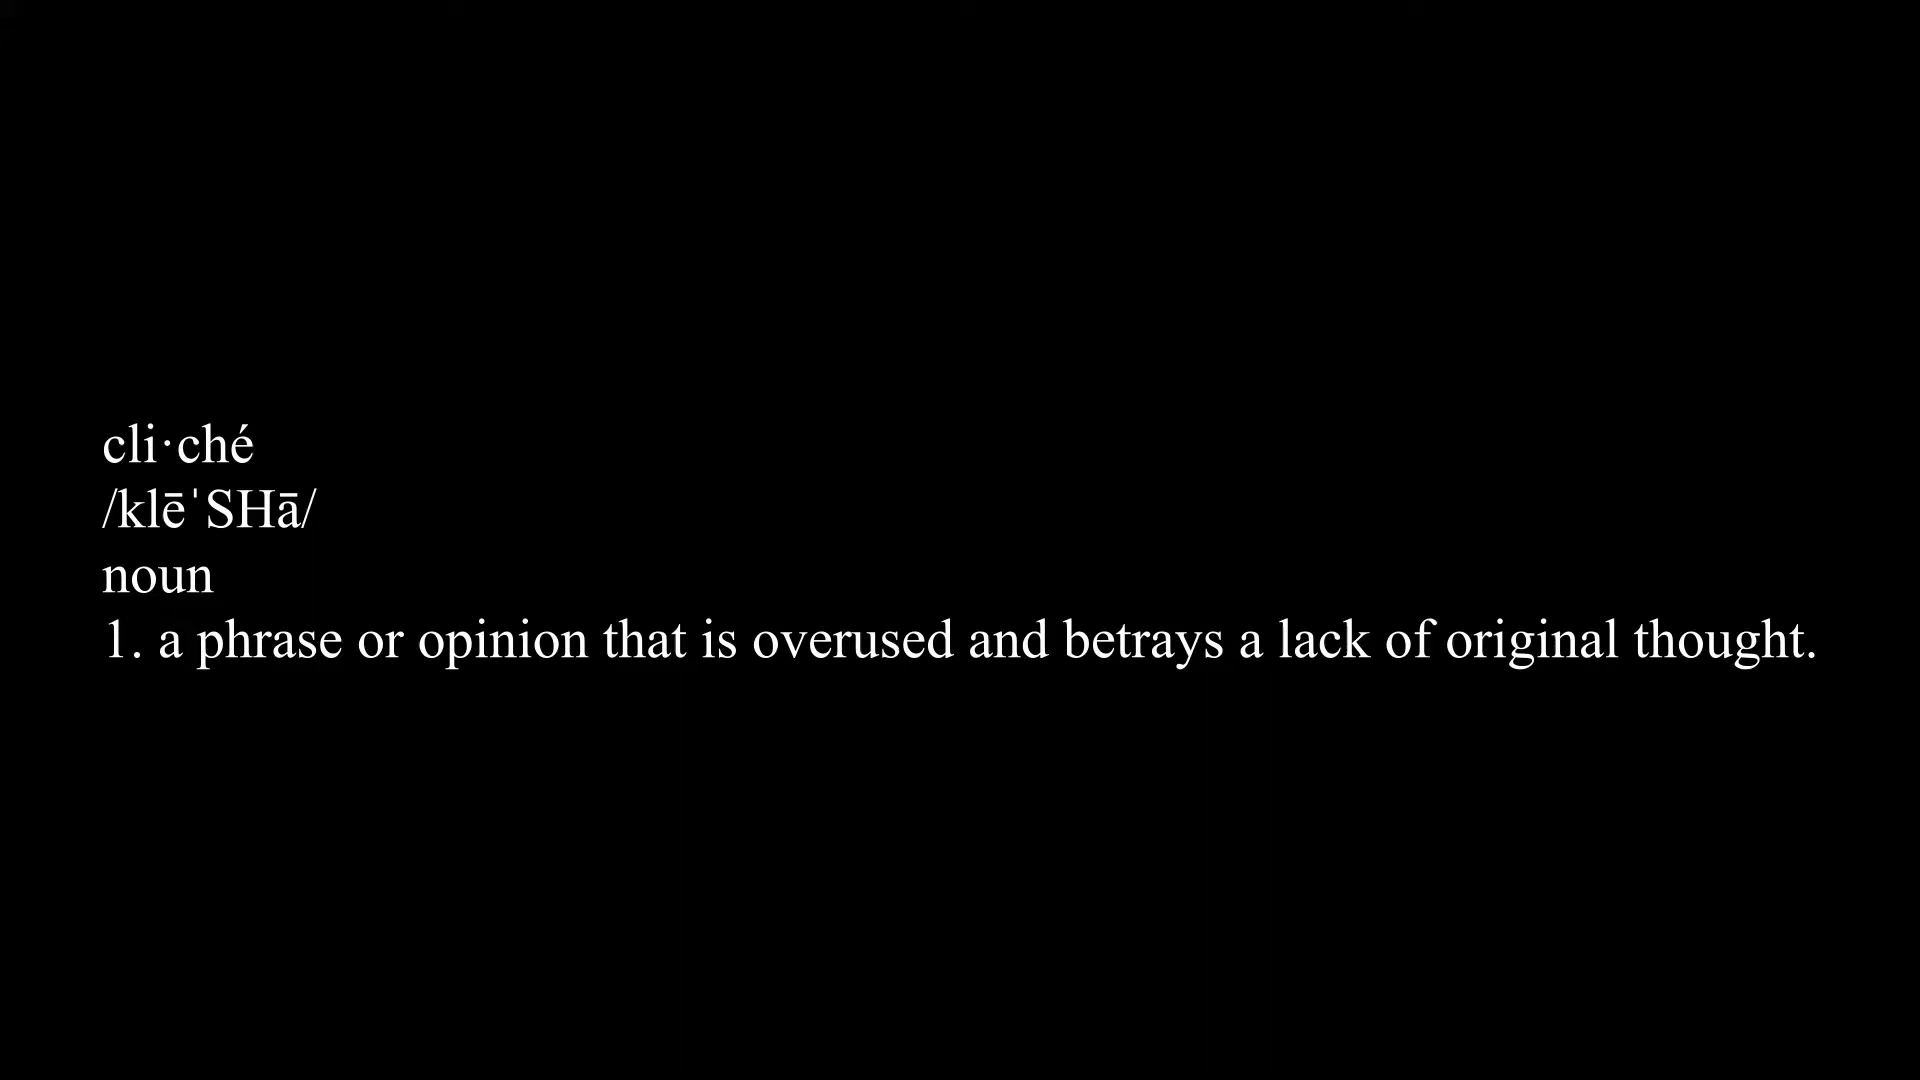 cli·ché
/klēˈSHā/
noun
1. a phrase or opinion that is overused and betrays a lack of original thought.